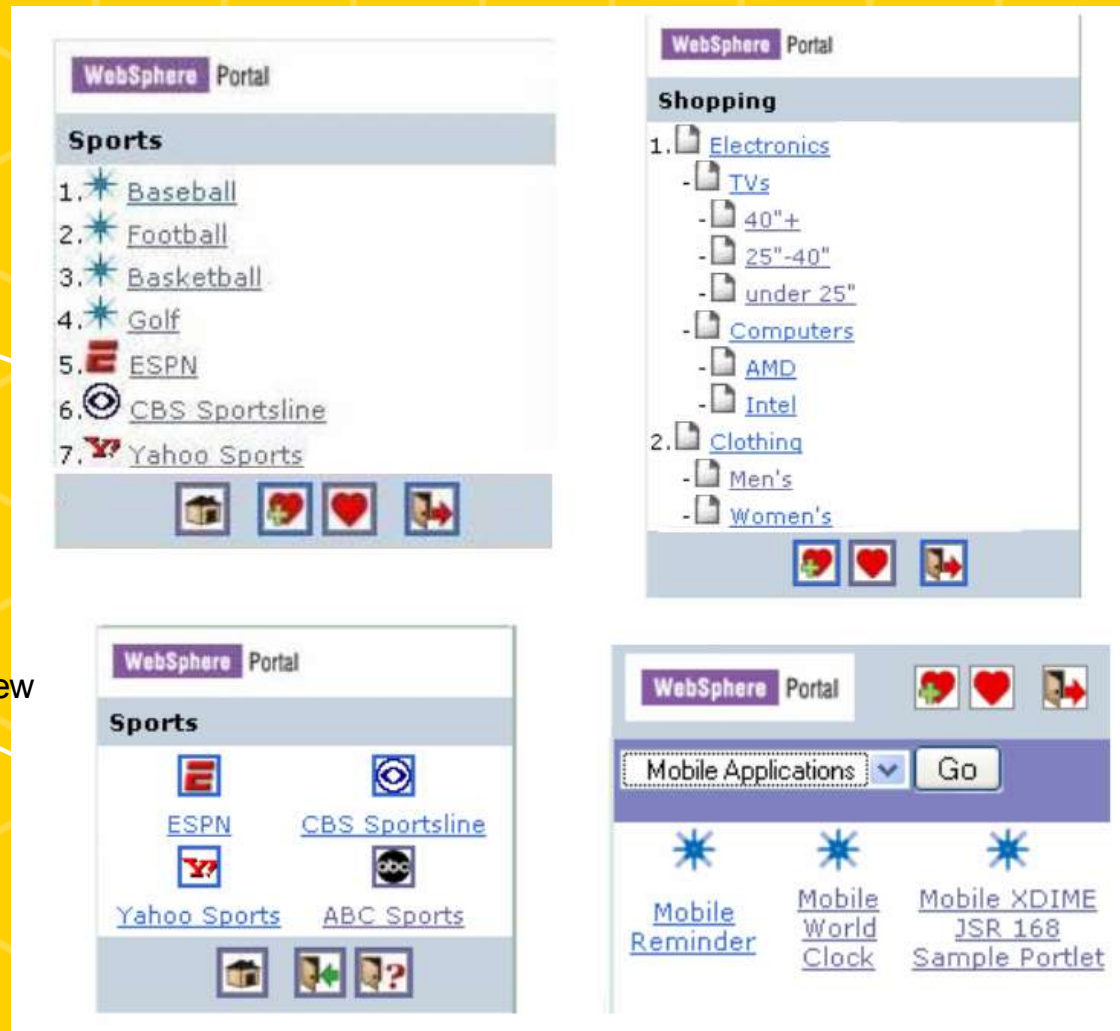 WebSphere Portal
Sports
1. Baseball
2. Football
3. Basketball
4. Golf
5. ESPN
6. CBS Sportsline
7. Yahoo Sports
WebSphere Portal
Shopping
1. Electronics
- TVs
- 40"+
- 25"-40"
- under 25"
- Computers
- AMD
- Intel
2. Clothing
- Men's
- Women's
ew
WebSphere Portal
Sports
ESPN CBS Sportsline
abc
Yahoo Sports ABC Sports
WebSphere Portal
Mobile Applications Go
Mobile Reminder
Mobile World Clock
Mobile XDIME JSR 168 Sample Portlet